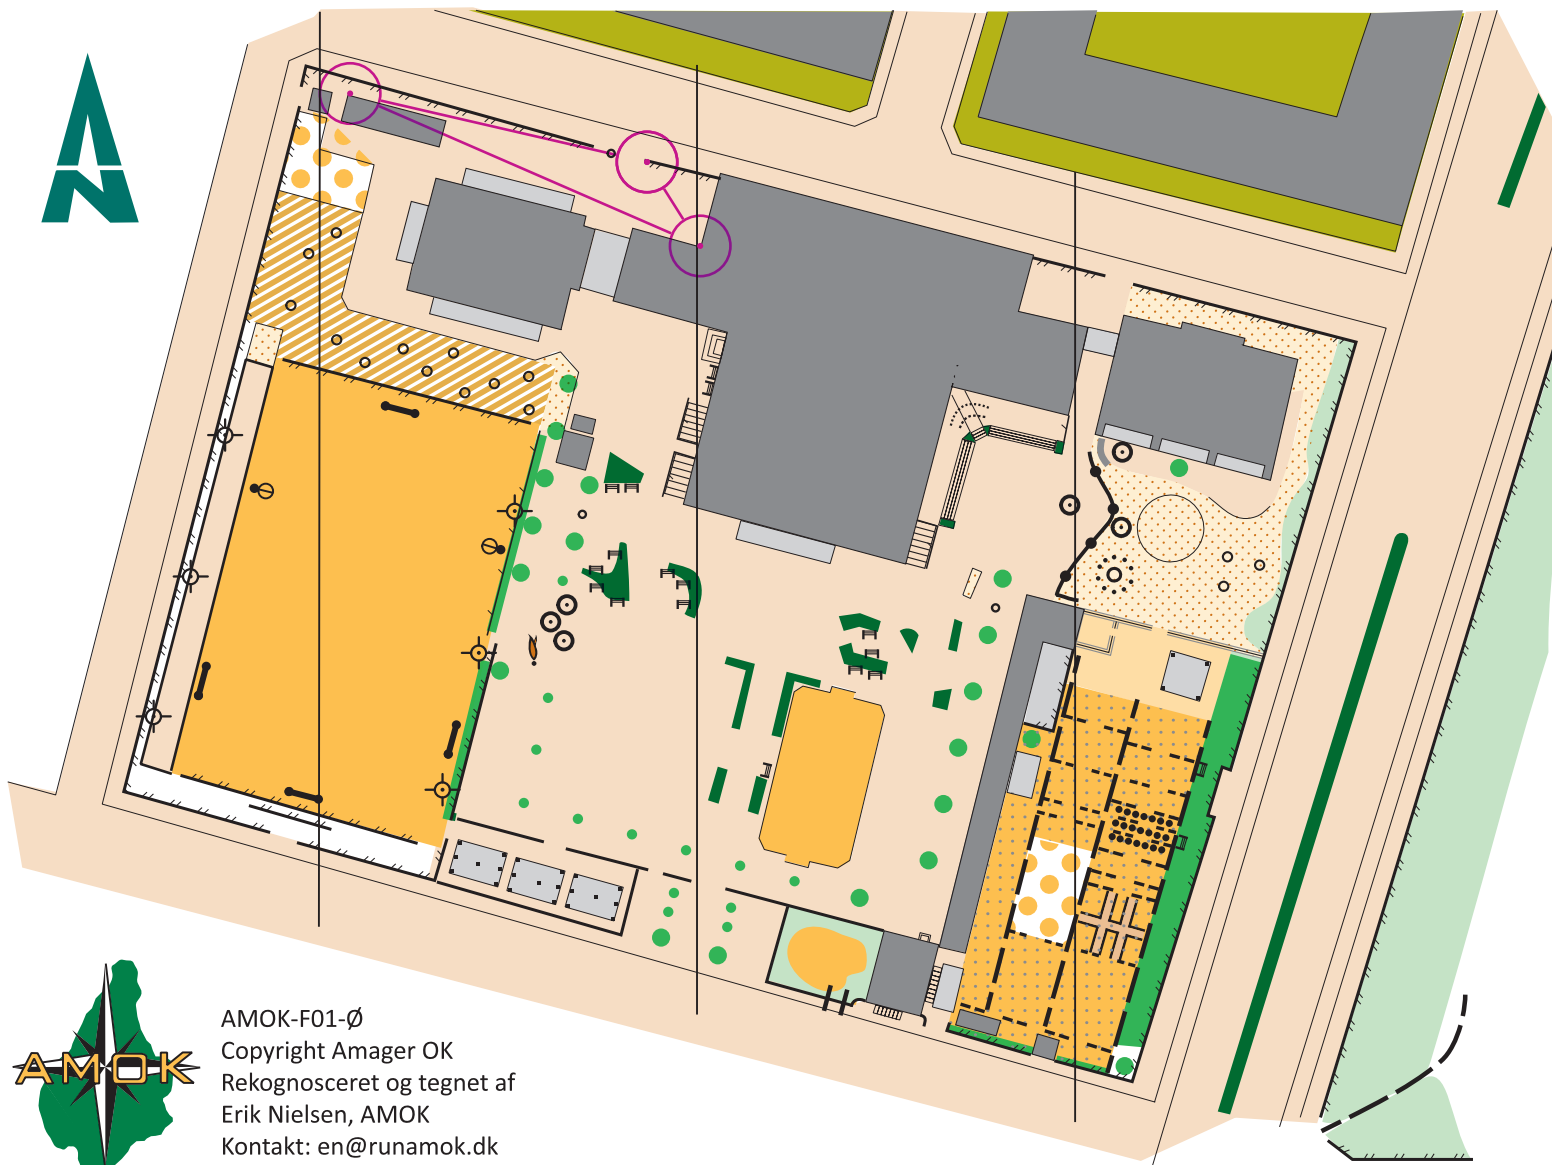 N
AMOK
AMOK-F01-Ø
Copyright Amager OK
Rekognosceret og tegnet af
Erik Nielsen, AMOK
Kontakt: en@runamok.dk